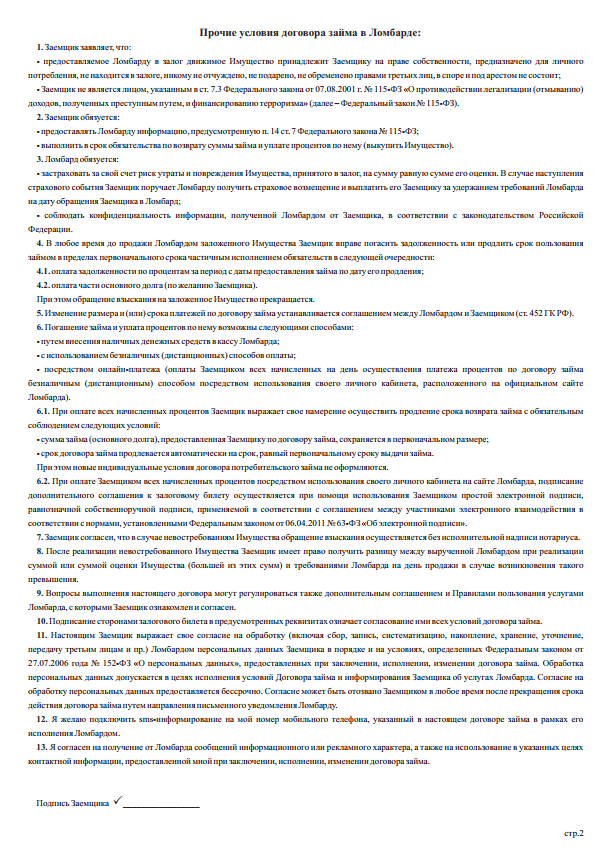 Прочие условия договора займа в Ломбарде:
1. Заемщик заявляет, что:
• предоставляемое Ломбарду в залог движимое Имущество принадлежит Заемщику на праве собственности, предназначено для личного
потребления, не находится в залоге, никому не отчуждено, не подарено, не обременено правами третьих лиц, в споре и под арестом не состоит;
• Заемщик не является лицом, указанным в ст. 7.3 Федерального закона от 07.08.2001 г. № 115•ФЗ «О противодействии легализации (отмыванию)
доходов, полученных преступным путем, и финансированию терроризма» (далее – Федеральный закон № 115•ФЗ).
2. Заемщик обязуется:
• предоставлять Ломбарду информацию, предусмотренную п. 14 ст. 7 Федерального закона № 115•ФЗ;
• выполнить в срок обязательства по возврату суммы займа и уплате процентов по нему (выкупить Имущество).
3. Ломбард обязуется:
• застраховать за свой счет риск утраты и повреждения Имущества, принятого в залог, на сумму равную сумме его оценки. В случае наступления
страхового события Заемщик поручает Ломбарду получить страховое возмещение и выплатить его Заемщику за удержанием требований Ломбарда
на дату обращения Заемщика в Ломбард;
• соблюдать конфиденциальность информации, полученной Ломбардом от Заемщика, в соответствии с законодательством Российской
Федерации.
4. В любое время до продажи Ломбардом заложенного Имущества Заемщик вправе погасить задолженность или продлить срок пользования
займом в пределах первоначального срока частичным исполнением обязательств в следующей очередности:
4.1. оплата задолженности по процентам за период с даты предоставления займа по дату его продления;
4.2. оплата части основного долга (по желанию Заемщика).
При этом обращение взыскания на заложенное Имущество прекращается.
5. Изменение размера и (или) срока платежей по договору займа устанавливается соглашением между Ломбардом и Заемщиком (ст. 452 ГК РФ).
6. Погашение займа и уплата процентов по нему возможны следующими способами:
• путем внесения наличных денежных средств в кассу Ломбарда;
• с использованием безналичных (дистанционных) способов оплаты;
• посредством онлайн•платежа (оплаты Заемщиком всех начисленных на день осуществления платежа процентов по договору займа
безналичным (дистанционным) способом посредством использования своего личного кабинета, расположенного на официальном сайте
Ломбарда).
6.1. При оплате всех начисленных процентов Заемщик выражает свое намерение осуществить продление срока возврата займа с обязательным
соблюдением следующих условий:
• сумма займа (основного долга), предоставленная Заемщику по договору займа, сохраняется в первоначальном размере;
• срок договора займа продлевается автоматически на срок, равный первоначальному сроку выдачи займа.
При этом новые индивидуальные условия договора потребительского займа не оформляются.
6.2. При оплате Заемщиком всех начисленных процентов посредством использования своего личного кабинета на сайте Ломбарда, подписание
дополнительного соглашения к залоговому билету осуществляется при помощи использования Заемщиком простой электронной подписи,
равнозначной собственноручной подписи, применяемой в соответствии с соглашением между участниками электронного взаимодействия в
соответствии с нормами, установленными Федеральным законом от 06.04.2011 № 63•ФЗ «Об электронной подписи».
7. Заемщик согласен, что в случае невостребованием Имущества обращение взыскания осуществляется без исполнительной надписи нотариуса.
8. После реализации невостребованного Имущества Заемщик имеет право получить разницу между вырученной Ломбардом при реализации
суммой или суммой оценки Имущества (большей из этих сумм) и требованиями Ломбарда на день продажи в случае возникновения такого
превышения.
9. Вопросы выполнения настоящего договора могут регулироваться также дополнительным соглашением и Правилами пользования услугами
Ломбарда, с которыми Заемщик ознакомлен и согласен.
10. Подписание сторонами залогового билета в предусмотренных реквизитах означает согласование ими всех условий договора займа.
11. Настоящим Заемщик выражает свое согласие на обработку (включая сбор, запись, систематизацию, накопление, хранение, уточнение,
передачу третьим лицам и пр.) Ломбардом персональных данных Заемщика в порядке и на условиях, определенных Федеральным законом от
27.07.2006 года № 152•ФЗ «О персональных данных», предоставленных при заключении, исполнении, изменении договора займа. Обработка
персональных данных допускается в целях исполнения условий Договора займа и информирования Заемщика об услугах Ломбарда. Согласие на
обработку персональных данных предоставляется бессрочно. Согласие может быть отозвано Заемщиком в любое время после прекращения срока
действия договора займа путем направления письменного уведомления Ломбарду.
12. Я желаю подключить sms•информирование на мой номер мобильного телефона, указанный в настоящем договоре займа в рамках его
исполнения Ломбардом.
13. Я согласен на получение от Ломбарда сообщений информационного или рекламного характера, а также на использование в указанных целях
контактной информации, предоставленной мной при заключении, исполнении, изменении договора займа.
Подпись Заемщика ✓________________
стр.2